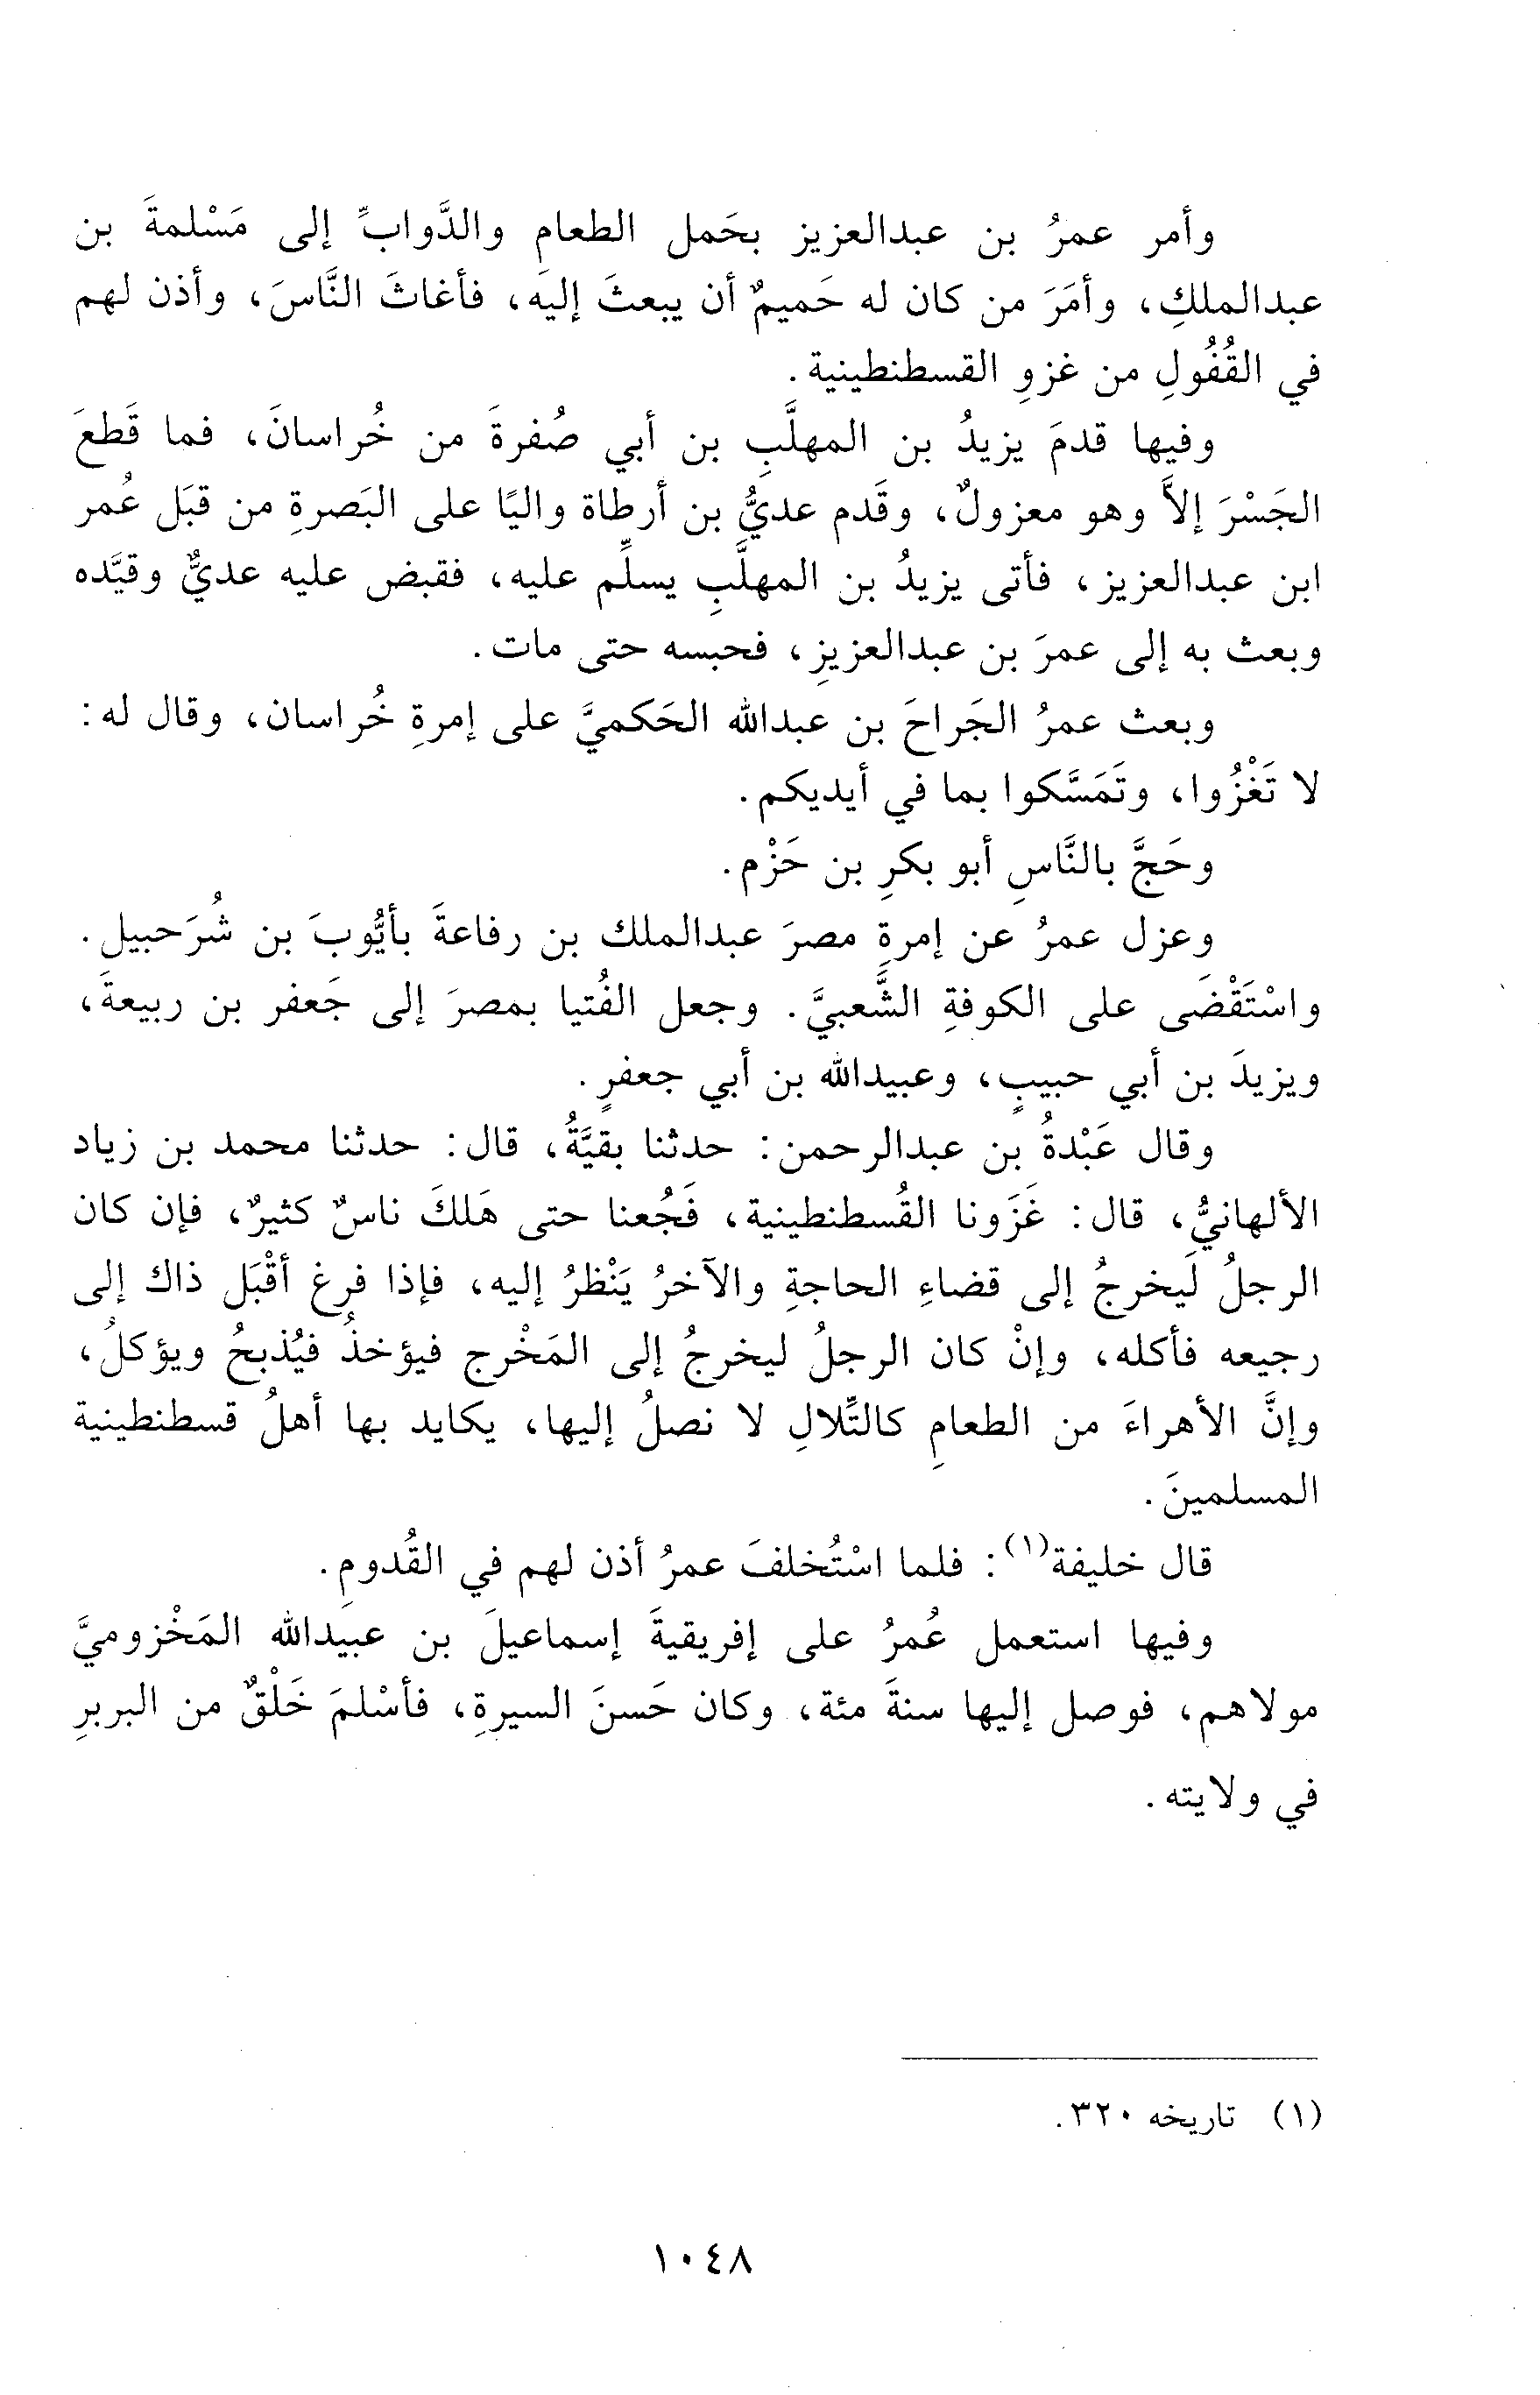 وأمر عمرُ بن عبدالعزيز بحَمل الطعام والدَّوابِّ إلى مَسْلمةَ بن
عبدالملكِ، وأمَرَ من كان له حَميمٌ أن يبعثَ إليه، فأغاثَ النَّاسَ، وأذن لهم
في القُفُولِ من غزوِ القسطنطينية.
وفيها قدمَ يزيدُ بن المهلَّبِ بن أبي صُفرةَ من خُراسانَ، فما قَطعَ
الجَسْرَ إلاَّ وهو معزولٌ، وقَدم عديُّ بن أرطاة واليًا على البَصرةِ من قبَل عُمر
ابن عبدالعزيز، فأتى يزيدُ بن المهلَّبِ يسلِّم عليه، فقبض عليه عديٌّ وقيَّده
وبعث به إلى عمرَ بن عبدالعزيزِ، فحبسه حتى مات.
وبعث عمرُ الجَراحَ بن عبدالله الحَكميَّ على إمرةِ خُراسان، وقال له:
لا تَغْزُوا، وتَمَسَّكوا بما في أيديكم.
وحَجَّ بالنَّاسِ أبو بكرِ بن حَزْم.
وعزل عمرُ عن إمرةِ مصرَ عبدالملك بن رفاعةَ بأيُّوبَ بن شُرَحبيل.
واسْتَقْضَى على الكوفةِ الشَّعبيَّ. وجعل الفُتيا بمصرَ إلى جَعفر بن ربيعةَ،
ويزيدَ بن أبي حبيبٍ، وعبيدالله بن أبي جعفرٍ.
وقال عَبْدةُ بن عبدالرحمن: حدثنا بقيَّةُ، قال: حدثنا محمد بن زياد
الألهانيُّ، قال: غَزَونا القُسطنطينية، فَجُعنا حتى هَلكَ ناسٌ كثيرٌ، فإن كان
الرجلُ لَيخرجُ إلى قضاءِ الحاجةِ والآخرُ يَنْظرُ إليه، فإذا فرغ أقْبَل ذاك إلى
رجيعه فأكله، وإنْ كان الرجلُ ليخرجُ إلى المَخْرج فيؤخذُ فيُذبحُ ويؤكلُ،
وإنَّ الأهراءَ من الطعامِ كالتِّلالِ لا نصلُ إليها، يكايد بها أهلُ قسطنطينية
المسلمينَ.
قال خليفة(١): فلما اسْتُخلفَ عمرُ أذن لهم في القُدومِ.
وفيها استعمل عُمرُ على إفريقيةَ إسماعيلَ بن عبيدالله المَخْزوميَّ
مولاهم، فوصل إليها سنةَ مئة، وكان حَسنَ السيرةِ، فأسْلمَ خَلْقٌ من البربرِ
في ولايته.
(١) تاريخه ٣٢٠.
١٠٤٨